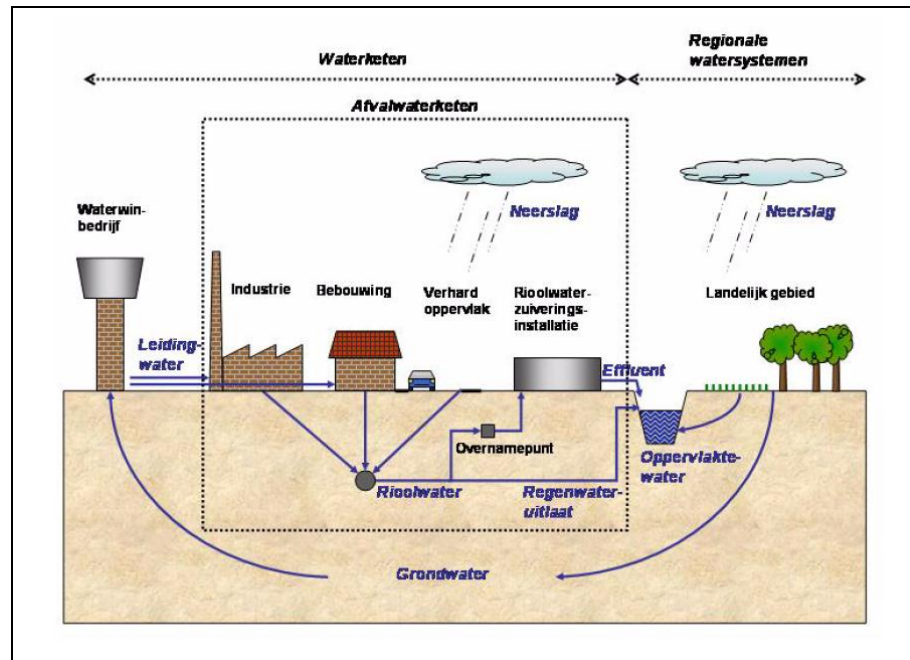 Waterketen
Regionale
watersystemen
Afvalwaterketen
Neerslag
Neerslag
Waterwin-
bedrijf
Industrie
Bebouwing
Verhard
oppervlak
Rioolwater-
zuiverings-
installatie
Landelijk gebied
Leiding-
water
Effluent
Overnamepunt
Rioolwater
Regenwater-
uitlaat
Oppervlakte-
water
Grondwater